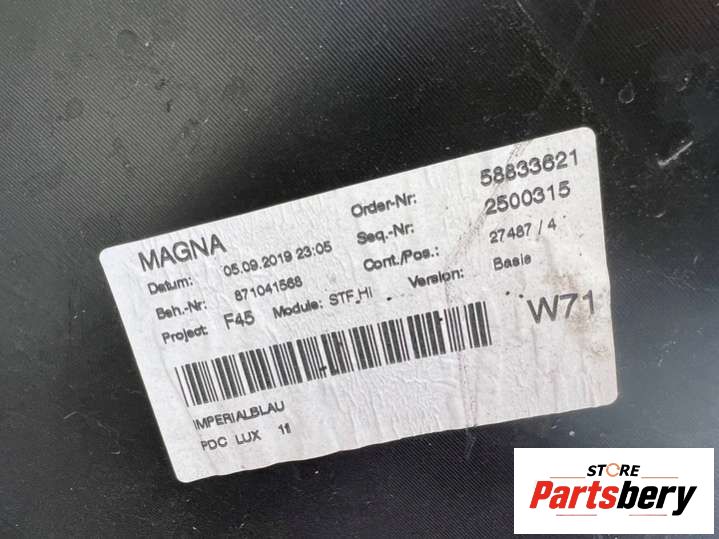 MAGNA
Datum: 05.09.2019 23:05
Beh.-Nr: 871041568
Project: F45 Module: STF_HI
Order-Nr: 58833621
Seq.-Nr: 2500315
Cont./Pos.: 27487 / 4
Version: Basis
W71
IMPERIALBLAU
PDC LUX 11
STORE
Partsbery